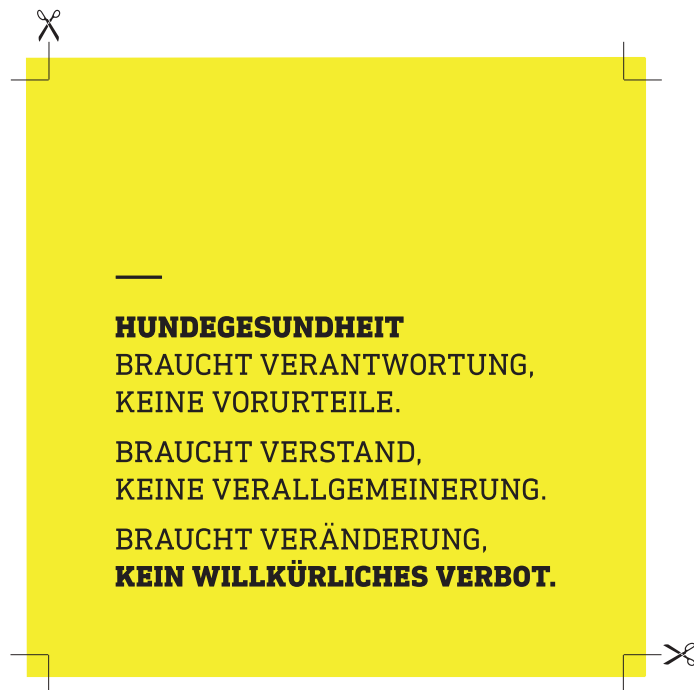 HUNDEGESUNDHEIT
BRAUCHT VERANTWORTUNG,
KEINE VORURTEILE.
BRAUCHT VERSTAND,
KEINE VERALLGEMEINERUNG.
BRAUCHT VERÄNDERUNG,
KEIN WILLKÜRLICHES VERBOT.